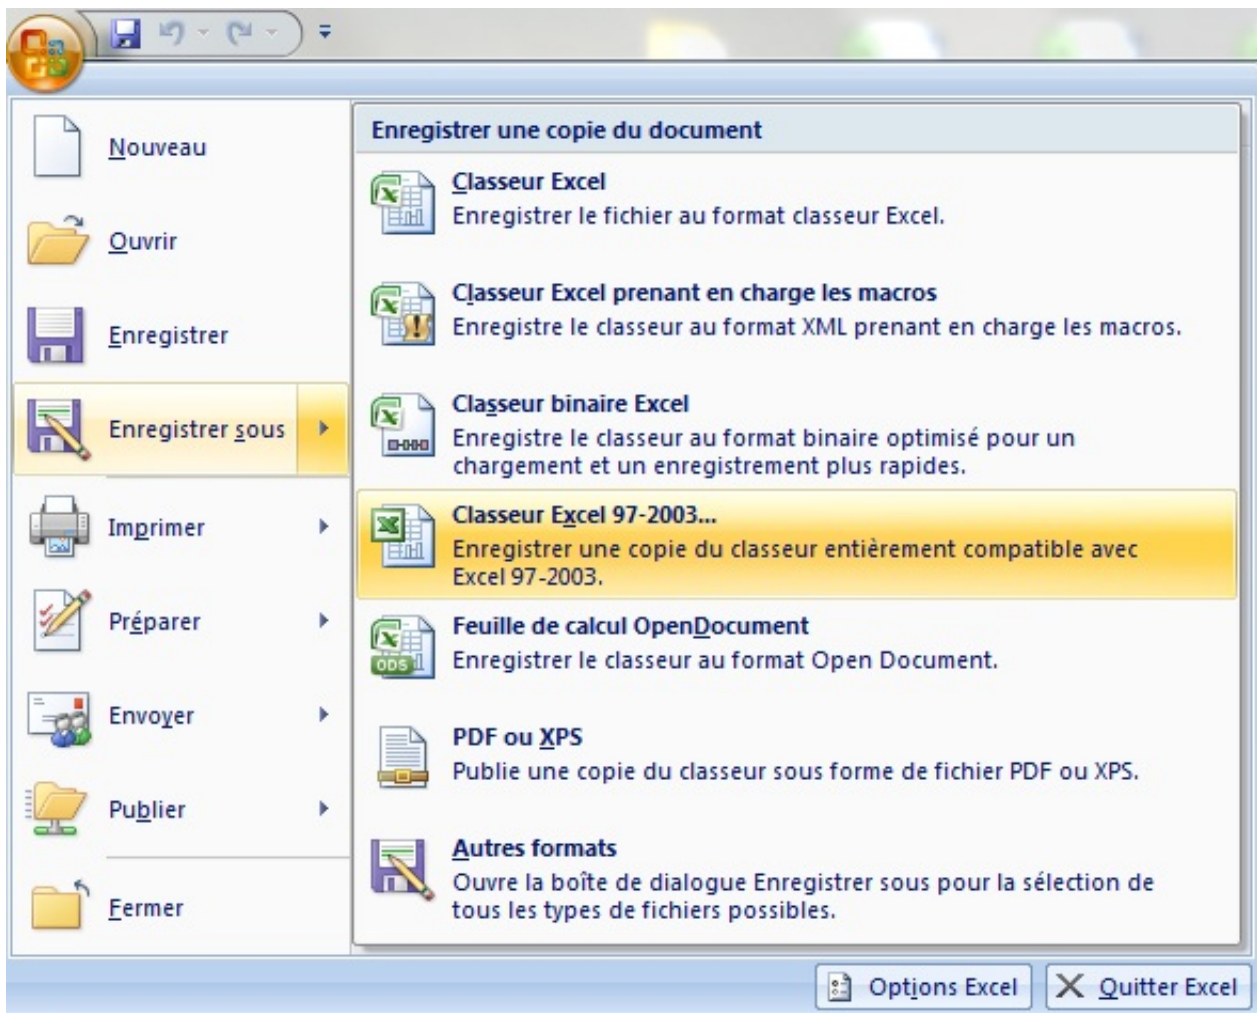 Nouveau
Ouvrir
Enregistrer
Enregistrer sous
Imprimer
Préparer
Envoyer
Publier
Fermer
Enregistrer une copie du document
Classeur Excel
Enregistrer le fichier au format classeur Excel.
Classeur Excel prenant en charge les macros
Enregistre le classeur au format XML prenant en charge les macros.
Classeur binaire Excel
Enregistre le classeur au format binaire optimisé pour un
chargement et un enregistrement plus rapides.
Classeur Excel 97-2003...
Enregistrer une copie du classeur entièrement compatible avec
Excel 97-2003.
Feuille de calcul OpenDocument
ODS
Enregistrer le classeur au format Open Document.
PDF ou XPS
Publie une copie du classeur sous forme de fichier PDF ou XPS.
Autres formats
Ouvre la boîte de dialogue Enregistrer sous pour la sélection de
tous les types de fichiers possibles.
Options Excel
Quitter Excel